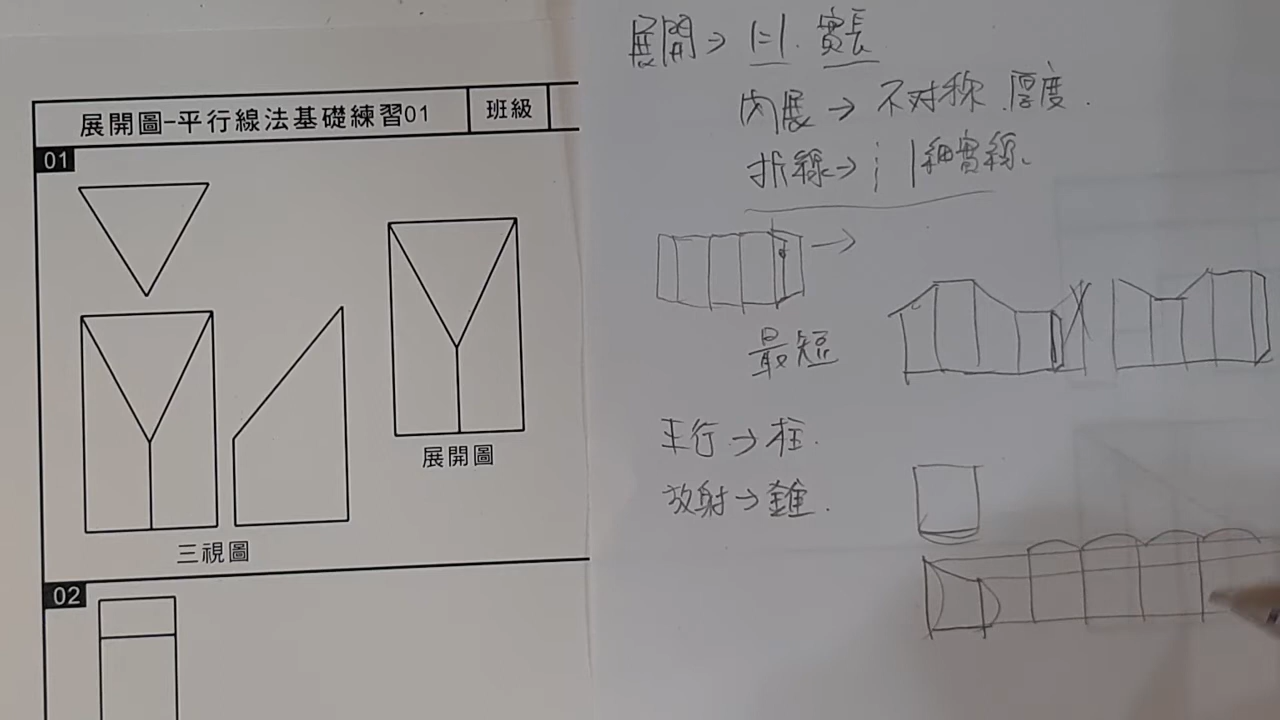 展開圖-平行線法基礎練習01 班級
01
展開圖
三視圖
02
展開→ 1:1. 實長
內展→ 不对称.厚度.
折線→ ¦ |細實線.
最短
平行→柱.
放射→錐.